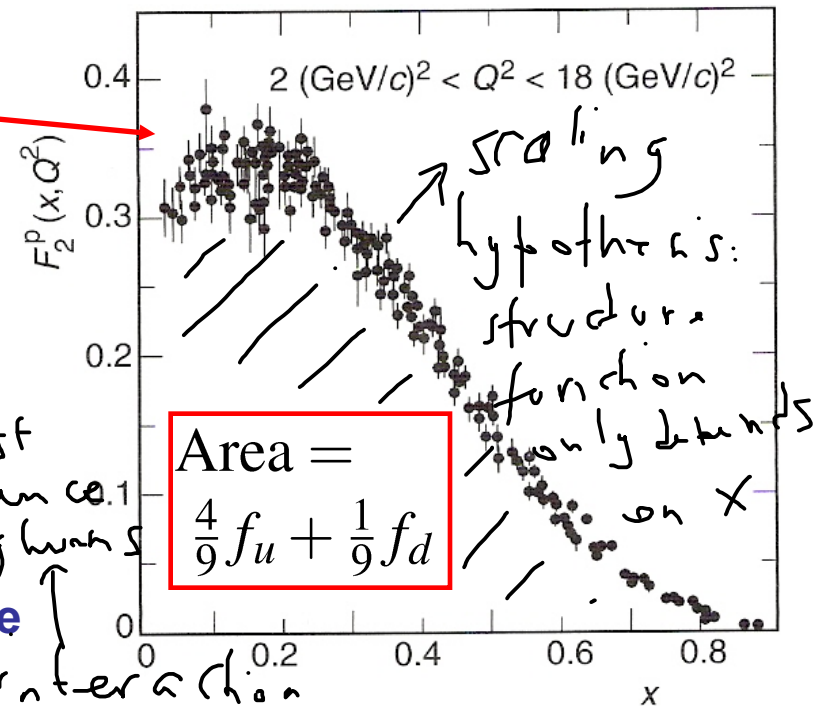 2 (GeV/c)² < Q² < 18 (GeV/c)²
F₂ᵖ(x,Q²)
0.4
0.3
0.2
0.1
0
scaling
hypothesis:
structure
function
only depends
on x
Area =
4/9 f_u + 1/9 f_d
e
0 0.2 0.4 0.6 0.8
x